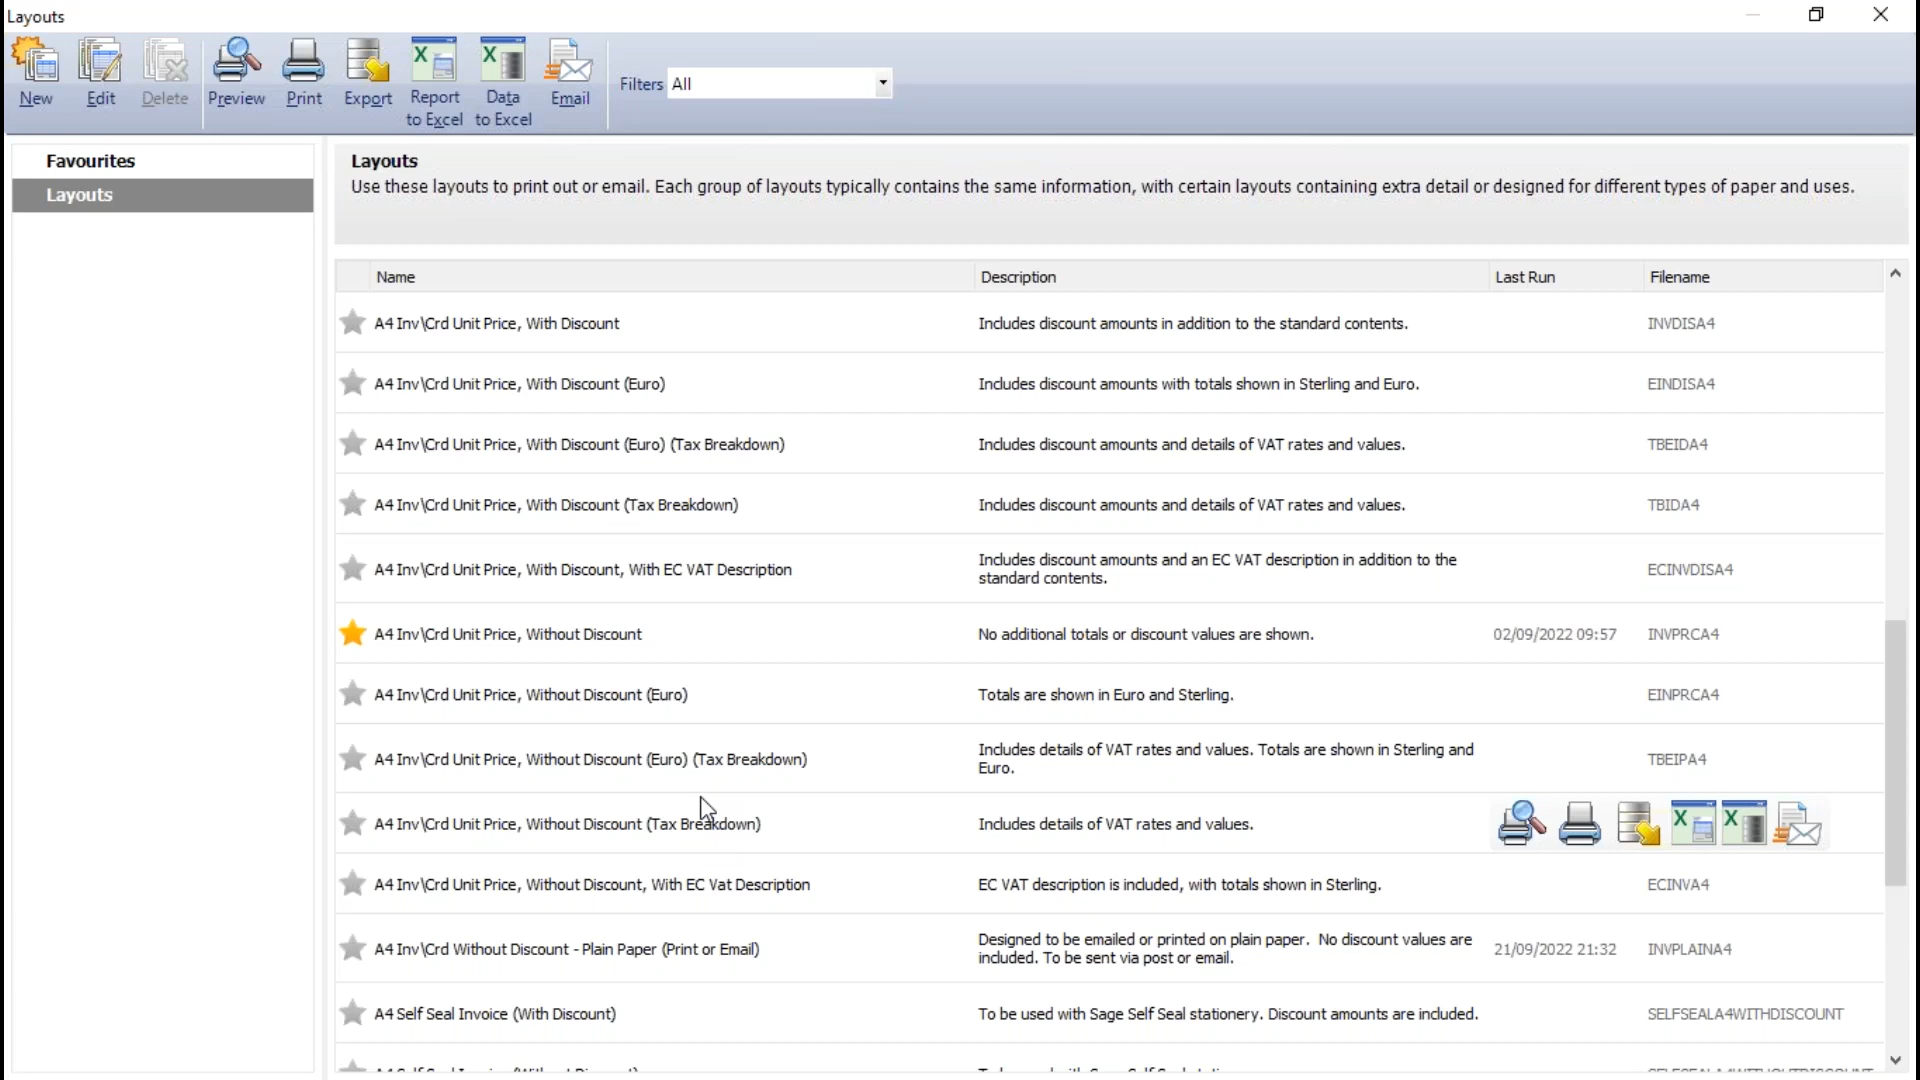 Layouts
New
Edit
Delete
Preview
Print
Export
Report
to Excel
Data
to Excel
Email
Filters All
Favourites
Layouts
Layouts
Use these layouts to print out or email. Each group of layouts typically contains the same information, with certain layouts containing extra detail or designed for different types of paper and uses.
Name Description Last Run Filename
A4 Inv\Crd Unit Price, With Discount Includes discount amounts in addition to the standard contents. INVDISA4
A4 Inv\Crd Unit Price, With Discount (Euro) Includes discount amounts with totals shown in Sterling and Euro. EINDISA4
A4 Inv\Crd Unit Price, With Discount (Euro) (Tax Breakdown) Includes discount amounts and details of VAT rates and values. TBEIDA4
A4 Inv\Crd Unit Price, With Discount (Tax Breakdown) Includes discount amounts and details of VAT rates and values. TBIDA4
A4 Inv\Crd Unit Price, With Discount, With EC VAT Description Includes discount amounts and an EC VAT description in addition to the
standard contents. ECINVDISA4
A4 Inv\Crd Unit Price, Without Discount No additional totals or discount values are shown. 02/09/2022 09:57 INVPRCA4
A4 Inv\Crd Unit Price, Without Discount (Euro) Totals are shown in Euro and Sterling. EINPRCA4
A4 Inv\Crd Unit Price, Without Discount (Euro) (Tax Breakdown) Includes details of VAT rates and values. Totals are shown in Sterling and
Euro. TBEIPA4
A4 Inv\Crd Unit Price, Without Discount (Tax Breakdown) Includes details of VAT rates and values.
A4 Inv\Crd Unit Price, Without Discount, With EC Vat Description EC VAT description is included, with totals shown in Sterling. ECINVA4
A4 Inv\Crd Without Discount - Plain Paper (Print or Email) Designed to be emailed or printed on plain paper. No discount values are
included. To be sent via post or email. 21/09/2022 21:32 INVPLAINA4
A4 Self Seal Invoice (With Discount) To be used with Sage Self Seal stationery. Discount amounts are included. SELFSEALA4WITHDISCOUNT